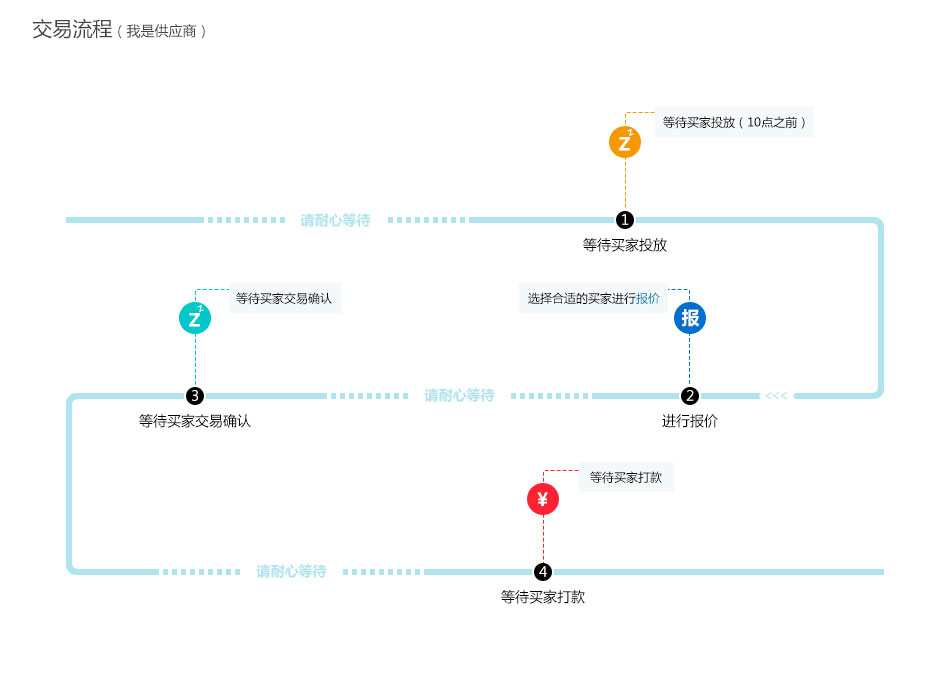 交易流程（我是供应商）
等待买家投放（10点之前）
Z z
请耐心等待
1
等待买家投放
等待买家交易确认
选择合适的买家进行报价
Z z
报
3
请耐心等待
2
<<<
等待买家交易确认
进行报价
等待买家打款
¥
请耐心等待
4
等待买家打款